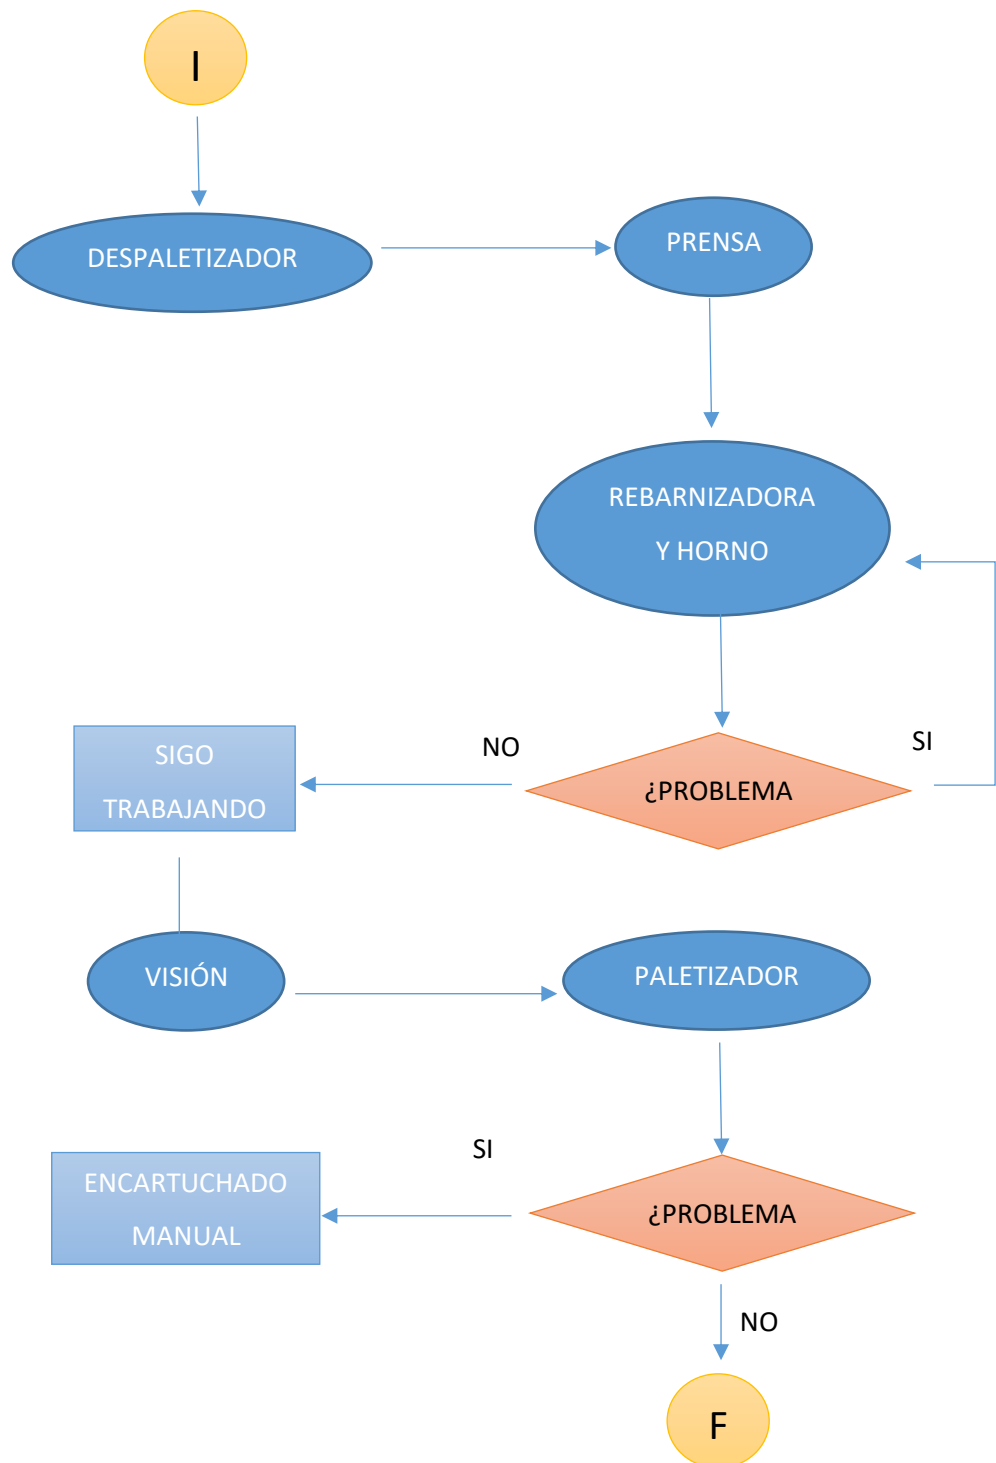 I
DESPALETIZADOR
PRENSA
REBARNIZADORA
Y HORNO
NO
SI
SIGO
TRABAJANDO
¿PROBLEMA
VISIÓN
PALETIZADOR
SI
ENCARTUCHADO
MANUAL
¿PROBLEMA
NO
F